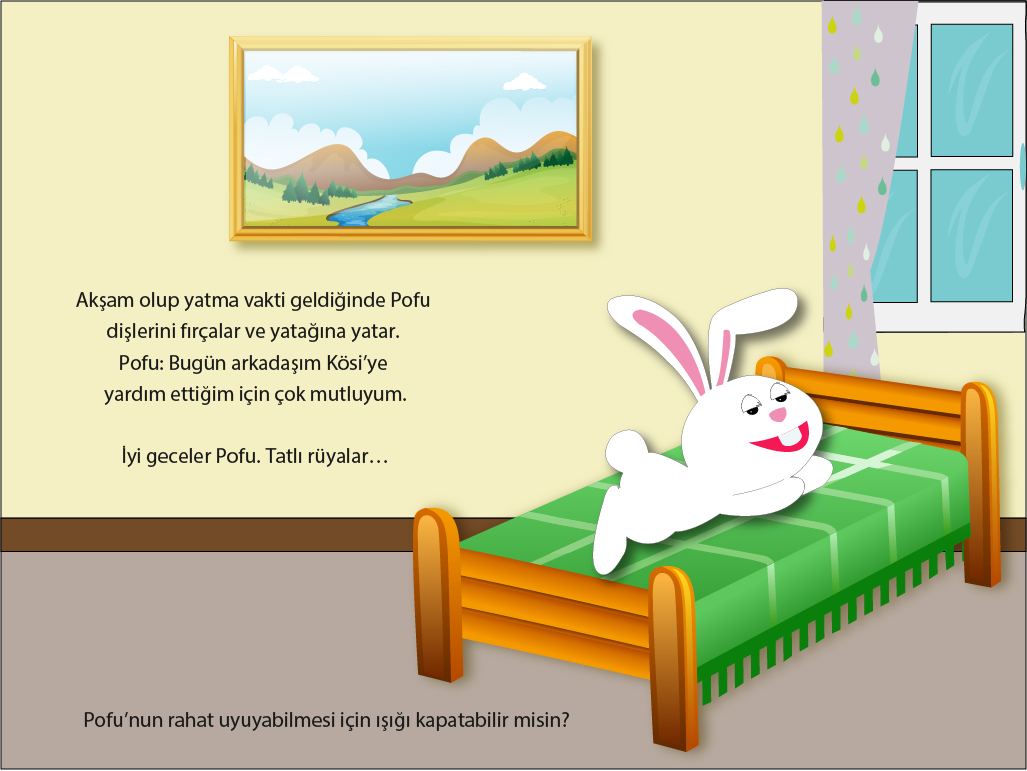 Akşam olup yatma vakti geldiğinde Pofu
dişlerini fırçalar ve yatağına yatar.
Pofu: Bugün arkadaşım Kösi’ye
yardım ettiğim için çok mutluyum.
İyi geceler Pofu. Tatlı rüyalar…
Pofu’nun rahat uyuyabilmesi için ışığı kapatabilir misin?